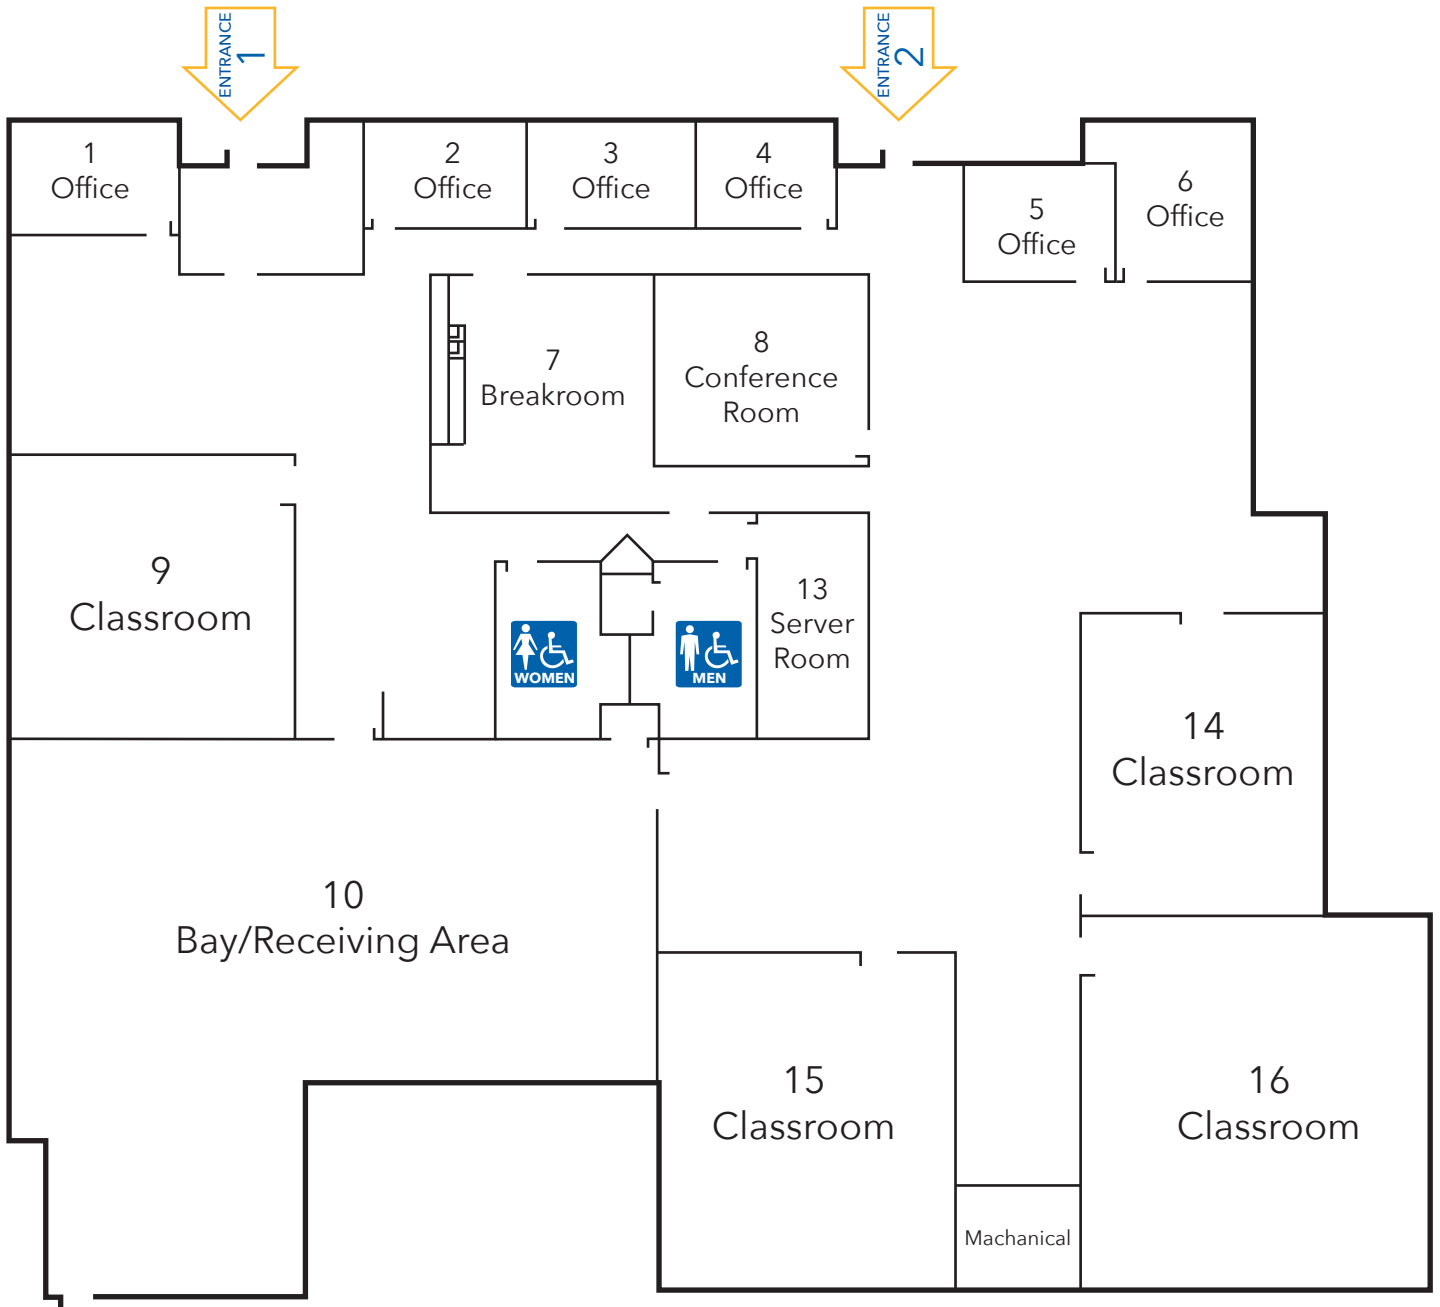 ENTRANCE
1
ENTRANCE
2
1
Office
2
Office
3
Office
4
Office
5
Office
6
Office
7
Breakroom
8
Conference
Room
9
Classroom
WOMEN
MEN
13
Server
Room
14
Classroom
10
Bay/Receiving Area
15
Classroom
16
Classroom
Machanical